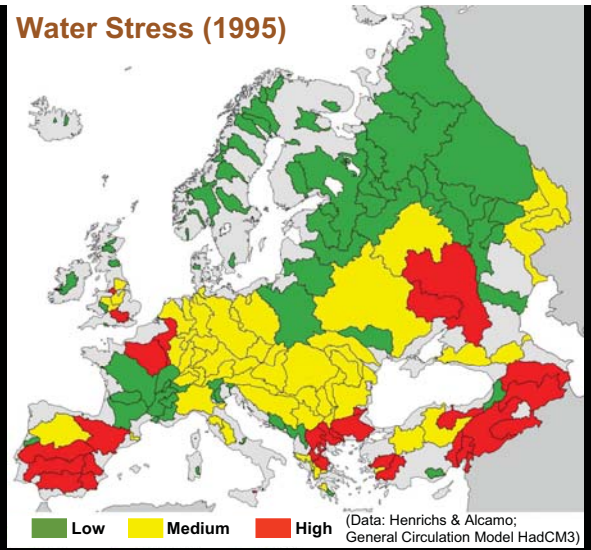 Water Stress (1995)
Low
Medium
High
(Data: Henrichs & Alcamo;
General Circulation Model HadCM3)